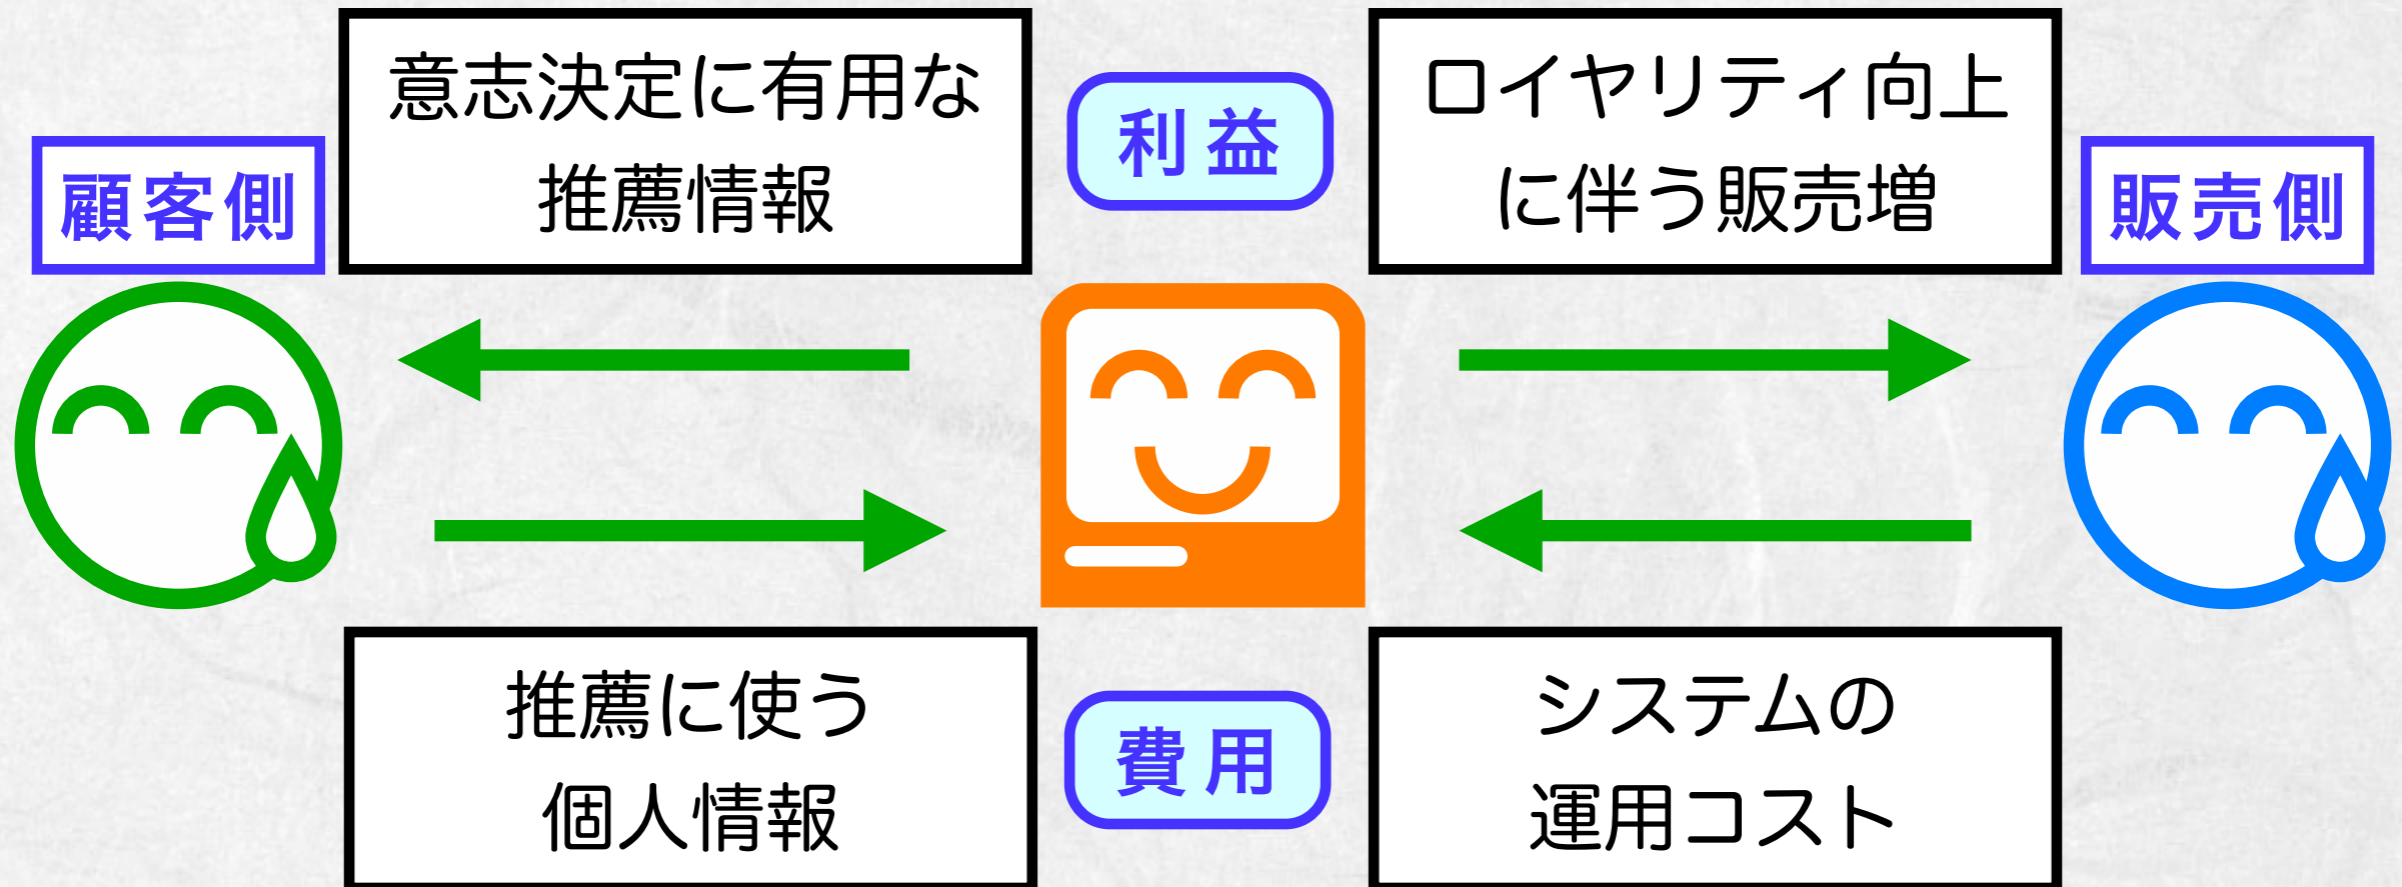 顧客側
意志決定に有用な
推薦情報
利益
ロイヤリティ向上
に伴う販売増
販売側
推薦に使う
個人情報
費用
システムの
運用コスト